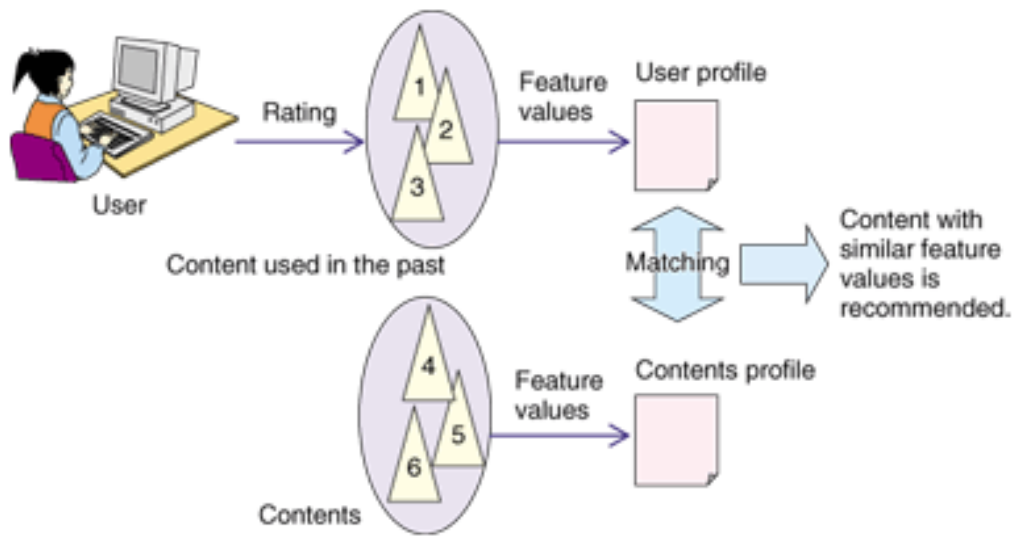 User
Rating
1
2
3
Content used in the past
Feature
values
User profile
Matching
Content with
similar feature
values is
recommended.
4
5
6
Contents
Feature
values
Contents profile